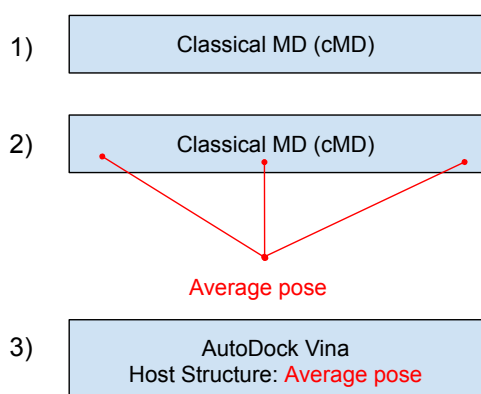 1)
Classical MD (cMD)
2)
Classical MD (cMD)
Average pose
3)
AutoDock Vina
Host Structure: Average pose